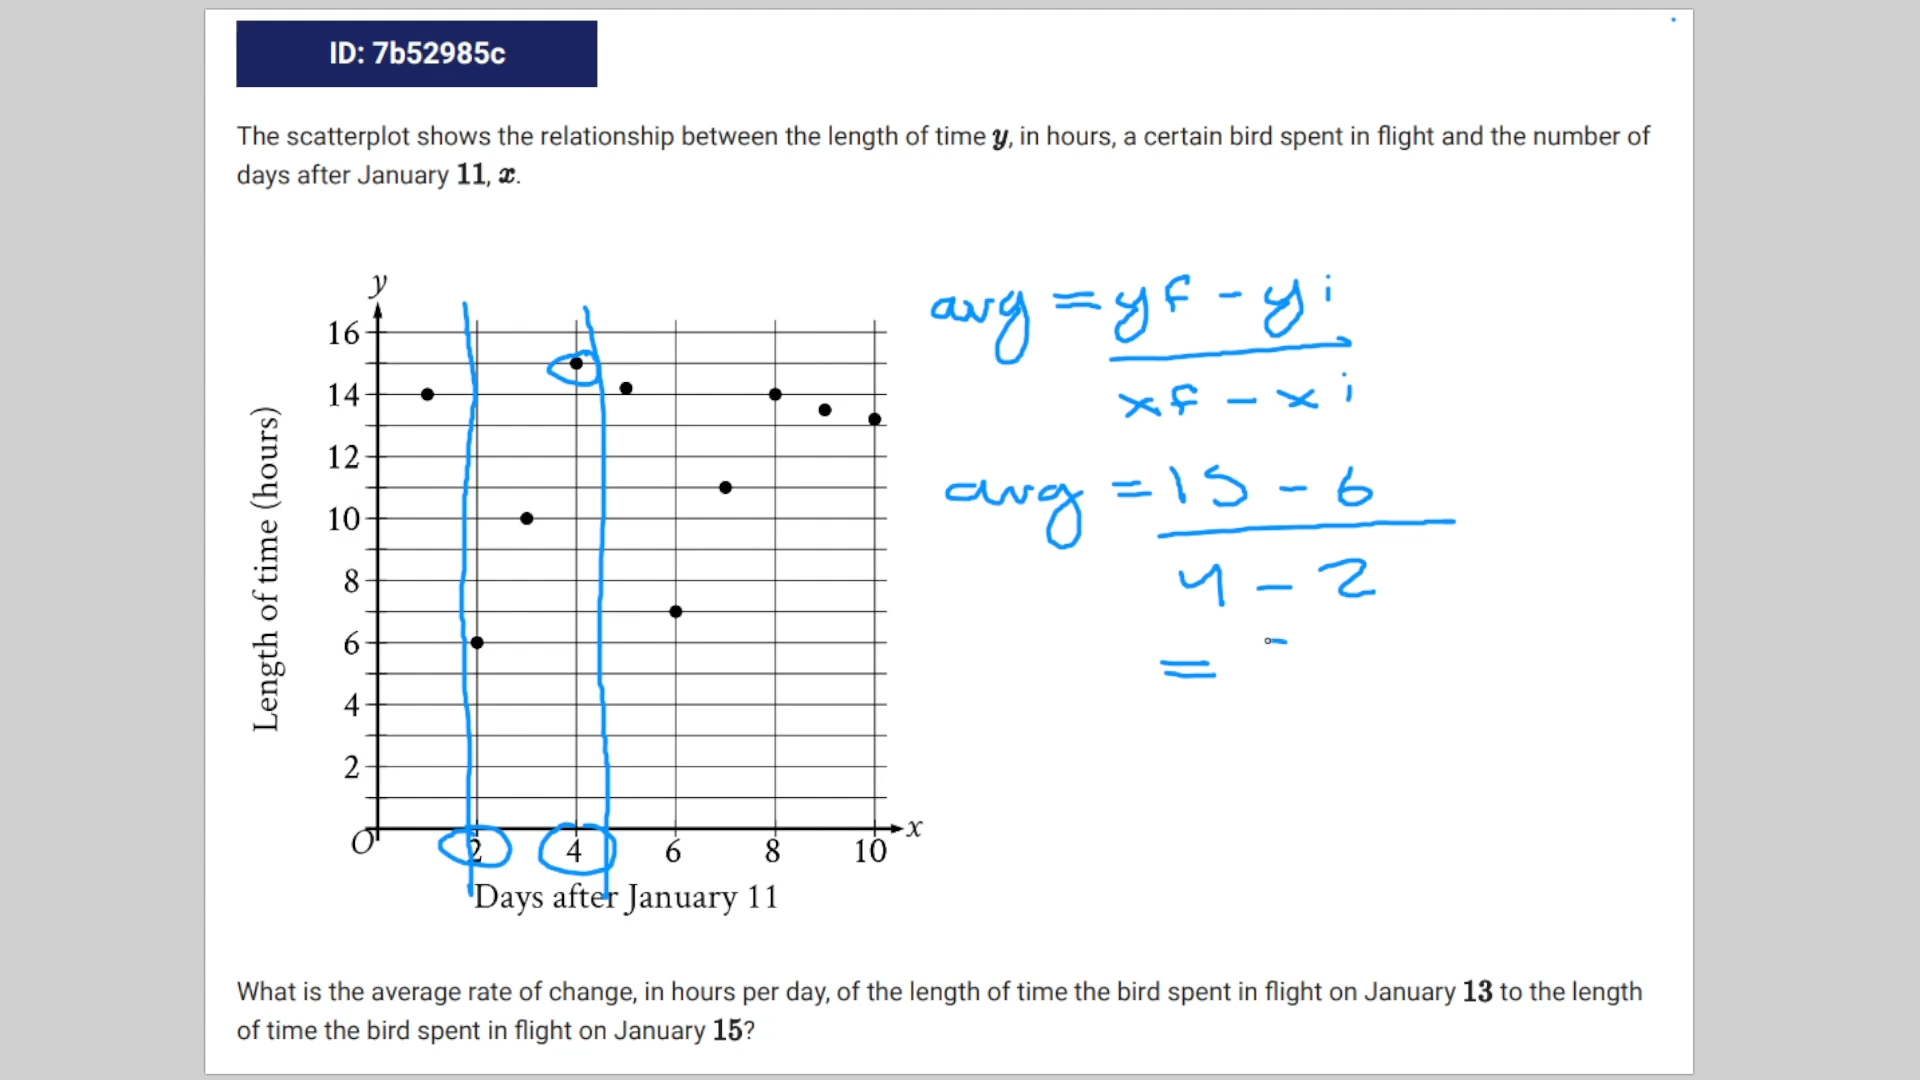 ID: 7b52985c
The scatterplot shows the relationship between the length of time y, in hours, a certain bird spent in flight and the number of
days after January 11, x.
y
16
14
12
10
8
6
4
2
O
2 4 6 8 10
x
Length of time (hours)
Days after January 11
avg = yf - yi
xf - xi
avg = 15 - 6
4 - 2
=
What is the average rate of change, in hours per day, of the length of time the bird spent in flight on January 13 to the length
of time the bird spent in flight on January 15?